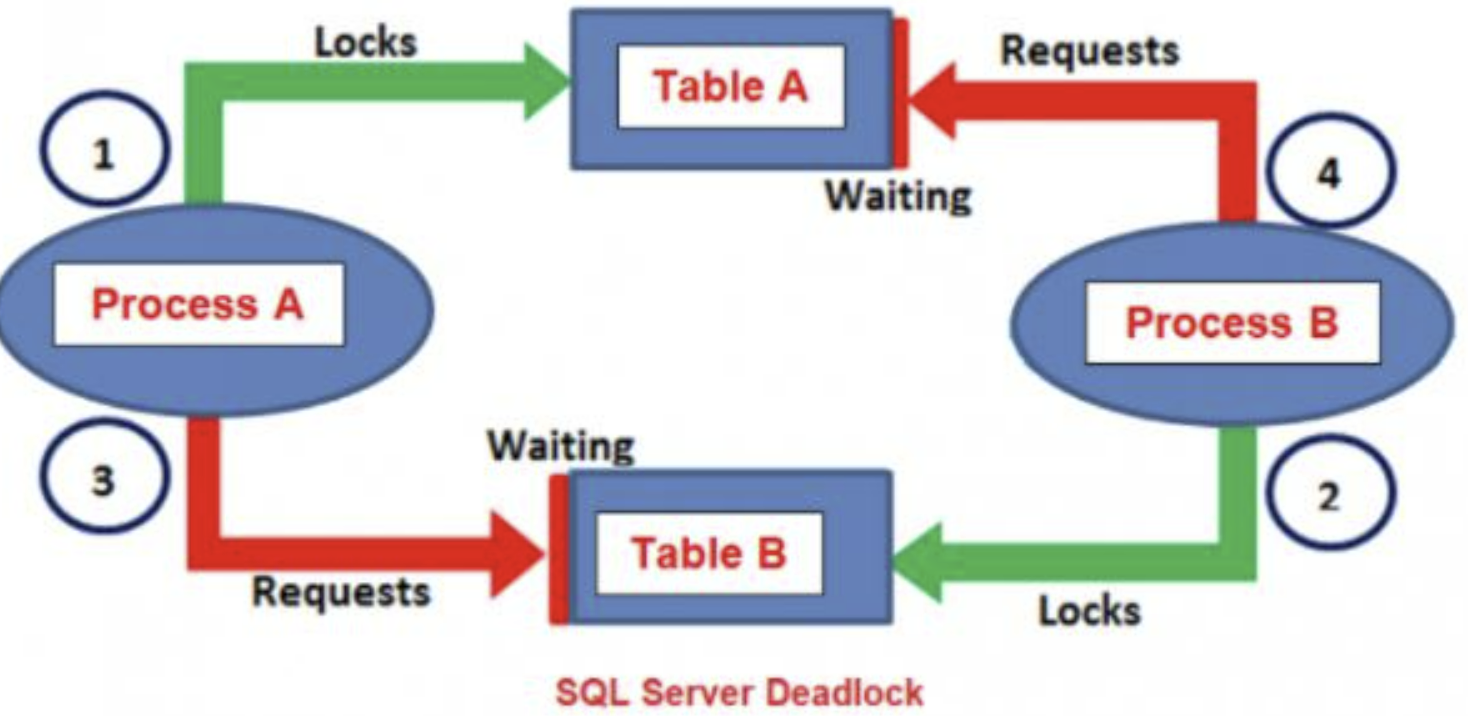 Locks
Table A
Requests
1
4
Waiting
Process A
Process B
3
Waiting
2
Table B
Requests
Locks
SQL Server Deadlock